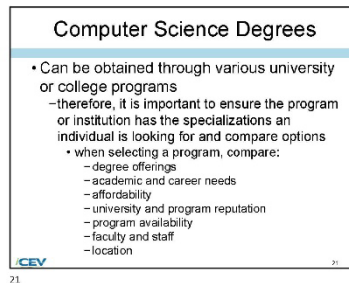 Computer Science Degrees
• Can be obtained through various university
or college programs
–therefore, it is important to ensure the program
or institution has the specializations an
individual is looking for and compare options
• when selecting a program, compare:
– degree offerings
– academic and career needs
– affordability
– university and program reputation
– program availability
– faculty and staff
– location
iCEV
21
21